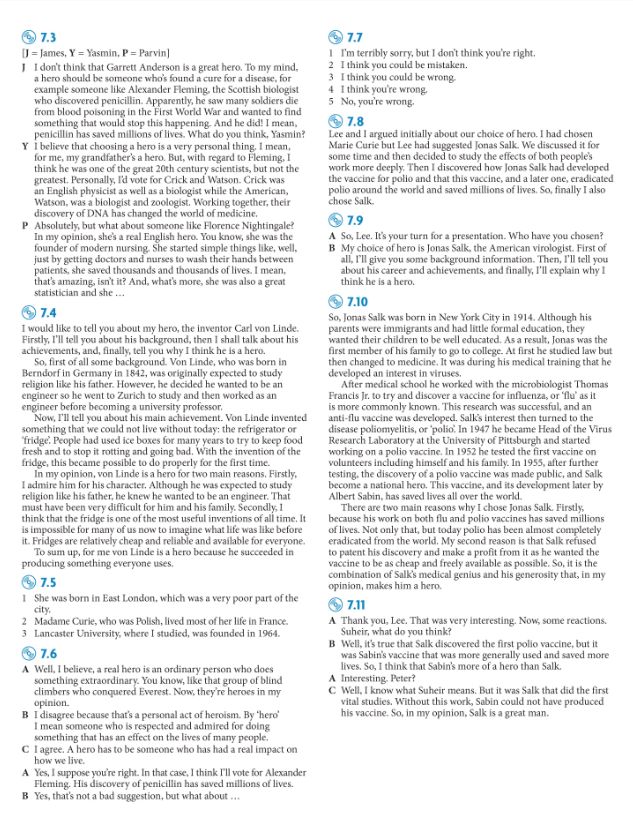 7.3
[J = James, Y = Yasmin, P = Parvin]
J I don't think that Garrett Anderson is a great hero. To my mind,
a hero should be someone who's found a cure for a disease, for
example someone like Alexander Fleming, the Scottish biologist
who discovered penicillin. Apparently, he saw many soldiers die
from blood poisoning in the First World War and wanted to find
something that would stop this happening. And he did! I mean,
penicillin has saved millions of lives. What do you think, Yasmin?
Y I believe that choosing a hero is a very personal thing. I mean,
for me, my grandfather's a hero. But, with regard to Fleming, I
think he was one of the great 20th century scientists, but not the
greatest. Personally, I'd vote for Crick and Watson. Crick was
an English physicist as well as a biologist while the American,
Watson, was a biologist and zoologist. Working together, their
discovery of DNA has changed the world of medicine.
P Absolutely, but what about someone like Florence Nightingale?
In my opinion, she's a real English hero. You know, she was the
founder of modern nursing. She started simple things like, well,
just by getting doctors and nurses to wash their hands between
patients, she saved thousands and thousands of lives. I mean,
that's amazing, isn't it? And, what's more, she was also a great
statistician and she …
7.4
I would like to tell you about my hero, the inventor Carl von Linde.
Firstly, I'll tell you about his background, then I shall talk about his
achievements, and, finally, tell you why I think he is a hero.
So, first of all some background. Von Linde, who was born in
Berndorf in Germany in 1842, was originally expected to study
religion like his father. However, he decided he wanted to be an
engineer so he went to Zurich to study and then worked as an
engineer before becoming a university professor.
Now, I'll tell you about his main achievement. Von Linde invented
something that we could not live without today: the refrigerator or
'fridge'. People had used ice boxes for many years to try to keep food
fresh and to stop it rotting and going bad. With the invention of the
fridge, this became possible to do properly for the first time.
In my opinion, von Linde is a hero for two main reasons. Firstly,
I admire him for his character. Although he was expected to study
religion like his father, he knew he wanted to be an engineer. That
must have been very difficult for him and his family. Secondly, I
think that the fridge is one of the most useful inventions of all time. It
is impossible for many of us now to imagine what life was like before
it. Fridges are relatively cheap and reliable and available for everyone.
To sum up, for me von Linde is a hero because he succeeded in
producing something everyone uses.
7.5
1 She was born in East London, which was a very poor part of the
city.
2 Madame Curie, who was Polish, lived most of her life in France.
3 Lancaster University, where I studied, was founded in 1964.
7.6
A Well, I believe, a real hero is an ordinary person who does
something extraordinary. You know, like that group of blind
climbers who conquered Everest. Now, they're heroes in my
opinion.
B I disagree because that's a personal act of heroism. By 'hero'
I mean someone who is respected and admired for doing
something that has an effect on the lives of many people.
C I agree. A hero has to be someone who has had a real impact on
how we live.
A Yes, I suppose you're right. In that case, I think I'll vote for Alexander
Fleming. His discovery of penicillin has saved millions of lives.
B Yes, that's not a bad suggestion, but what about …
7.7
1 I'm terribly sorry, but I don't think you're right.
2 I think you could be mistaken.
3 I think you could be wrong.
4 I think you're wrong.
5 No, you're wrong.
7.8
Lee and I argued initially about our choice of hero. I had chosen
Marie Curie but Lee had suggested Jonas Salk. We discussed it for
some time and then decided to study the effects of both people's
work more deeply. Then I discovered how Jonas Salk had developed
the vaccine for polio and that this vaccine, and a later one, eradicated
polio around the world and saved millions of lives. So, finally I also
chose Salk.
7.9
A So, Lee. It's your turn for a presentation. Who have you chosen?
B My choice of hero is Jonas Salk, the American virologist. First of
all, I'll give you some background information. Then, I'll tell you
about his career and achievements, and finally, I'll explain why I
think he is a hero.
7.10
So, Jonas Salk was born in New York City in 1914. Although his
parents were immigrants and had little formal education, they
wanted their children to be well educated. As a result, Jonas was the
first member of his family to go to college. At first he studied law but
then changed to medicine. It was during his medical training that he
developed an interest in viruses.
After medical school he worked with the microbiologist Thomas
Francis Jr. to try and discover a vaccine for influenza, or 'flu' as it
is more commonly known. This research was successful, and an
anti-flu vaccine was developed. Salk's interest then turned to the
disease poliomyelitis, or 'polio'. In 1947 he became Head of the Virus
Research Laboratory at the University of Pittsburgh and started
working on a polio vaccine. In 1952 he tested the first vaccine on
volunteers including himself and his family. In 1955, after further
testing, the discovery of a polio vaccine was made public, and Salk
become a national hero. This vaccine, and its development later by
Albert Sabin, has saved lives all over the world.
There are two main reasons why I chose Jonas Salk. Firstly,
because his work on both flu and polio vaccines has saved millions
of lives. Not only that, but today polio has been almost completely
eradicated from the world. My second reason is that Salk refused
to patent his discovery and make a profit from it as he wanted the
vaccine to be as cheap and freely available as possible. So, it is the
combination of Salk's medical genius and his generosity that, in my
opinion, makes him a hero.
7.11
A Thank you, Lee. That was very interesting. Now, some reactions.
Suheir, what do you think?
B Well, it's true that Salk discovered the first polio vaccine, but it
was Sabin's vaccine that was more generally used and saved more
lives. So, I think that Sabin's more of a hero than Salk.
A Interesting. Peter?
C Well, I know what Suheir means. But it was Salk that did the first
vital studies. Without this work, Sabin could not have produced
his vaccine. So, in my opinion, Salk is a great man.